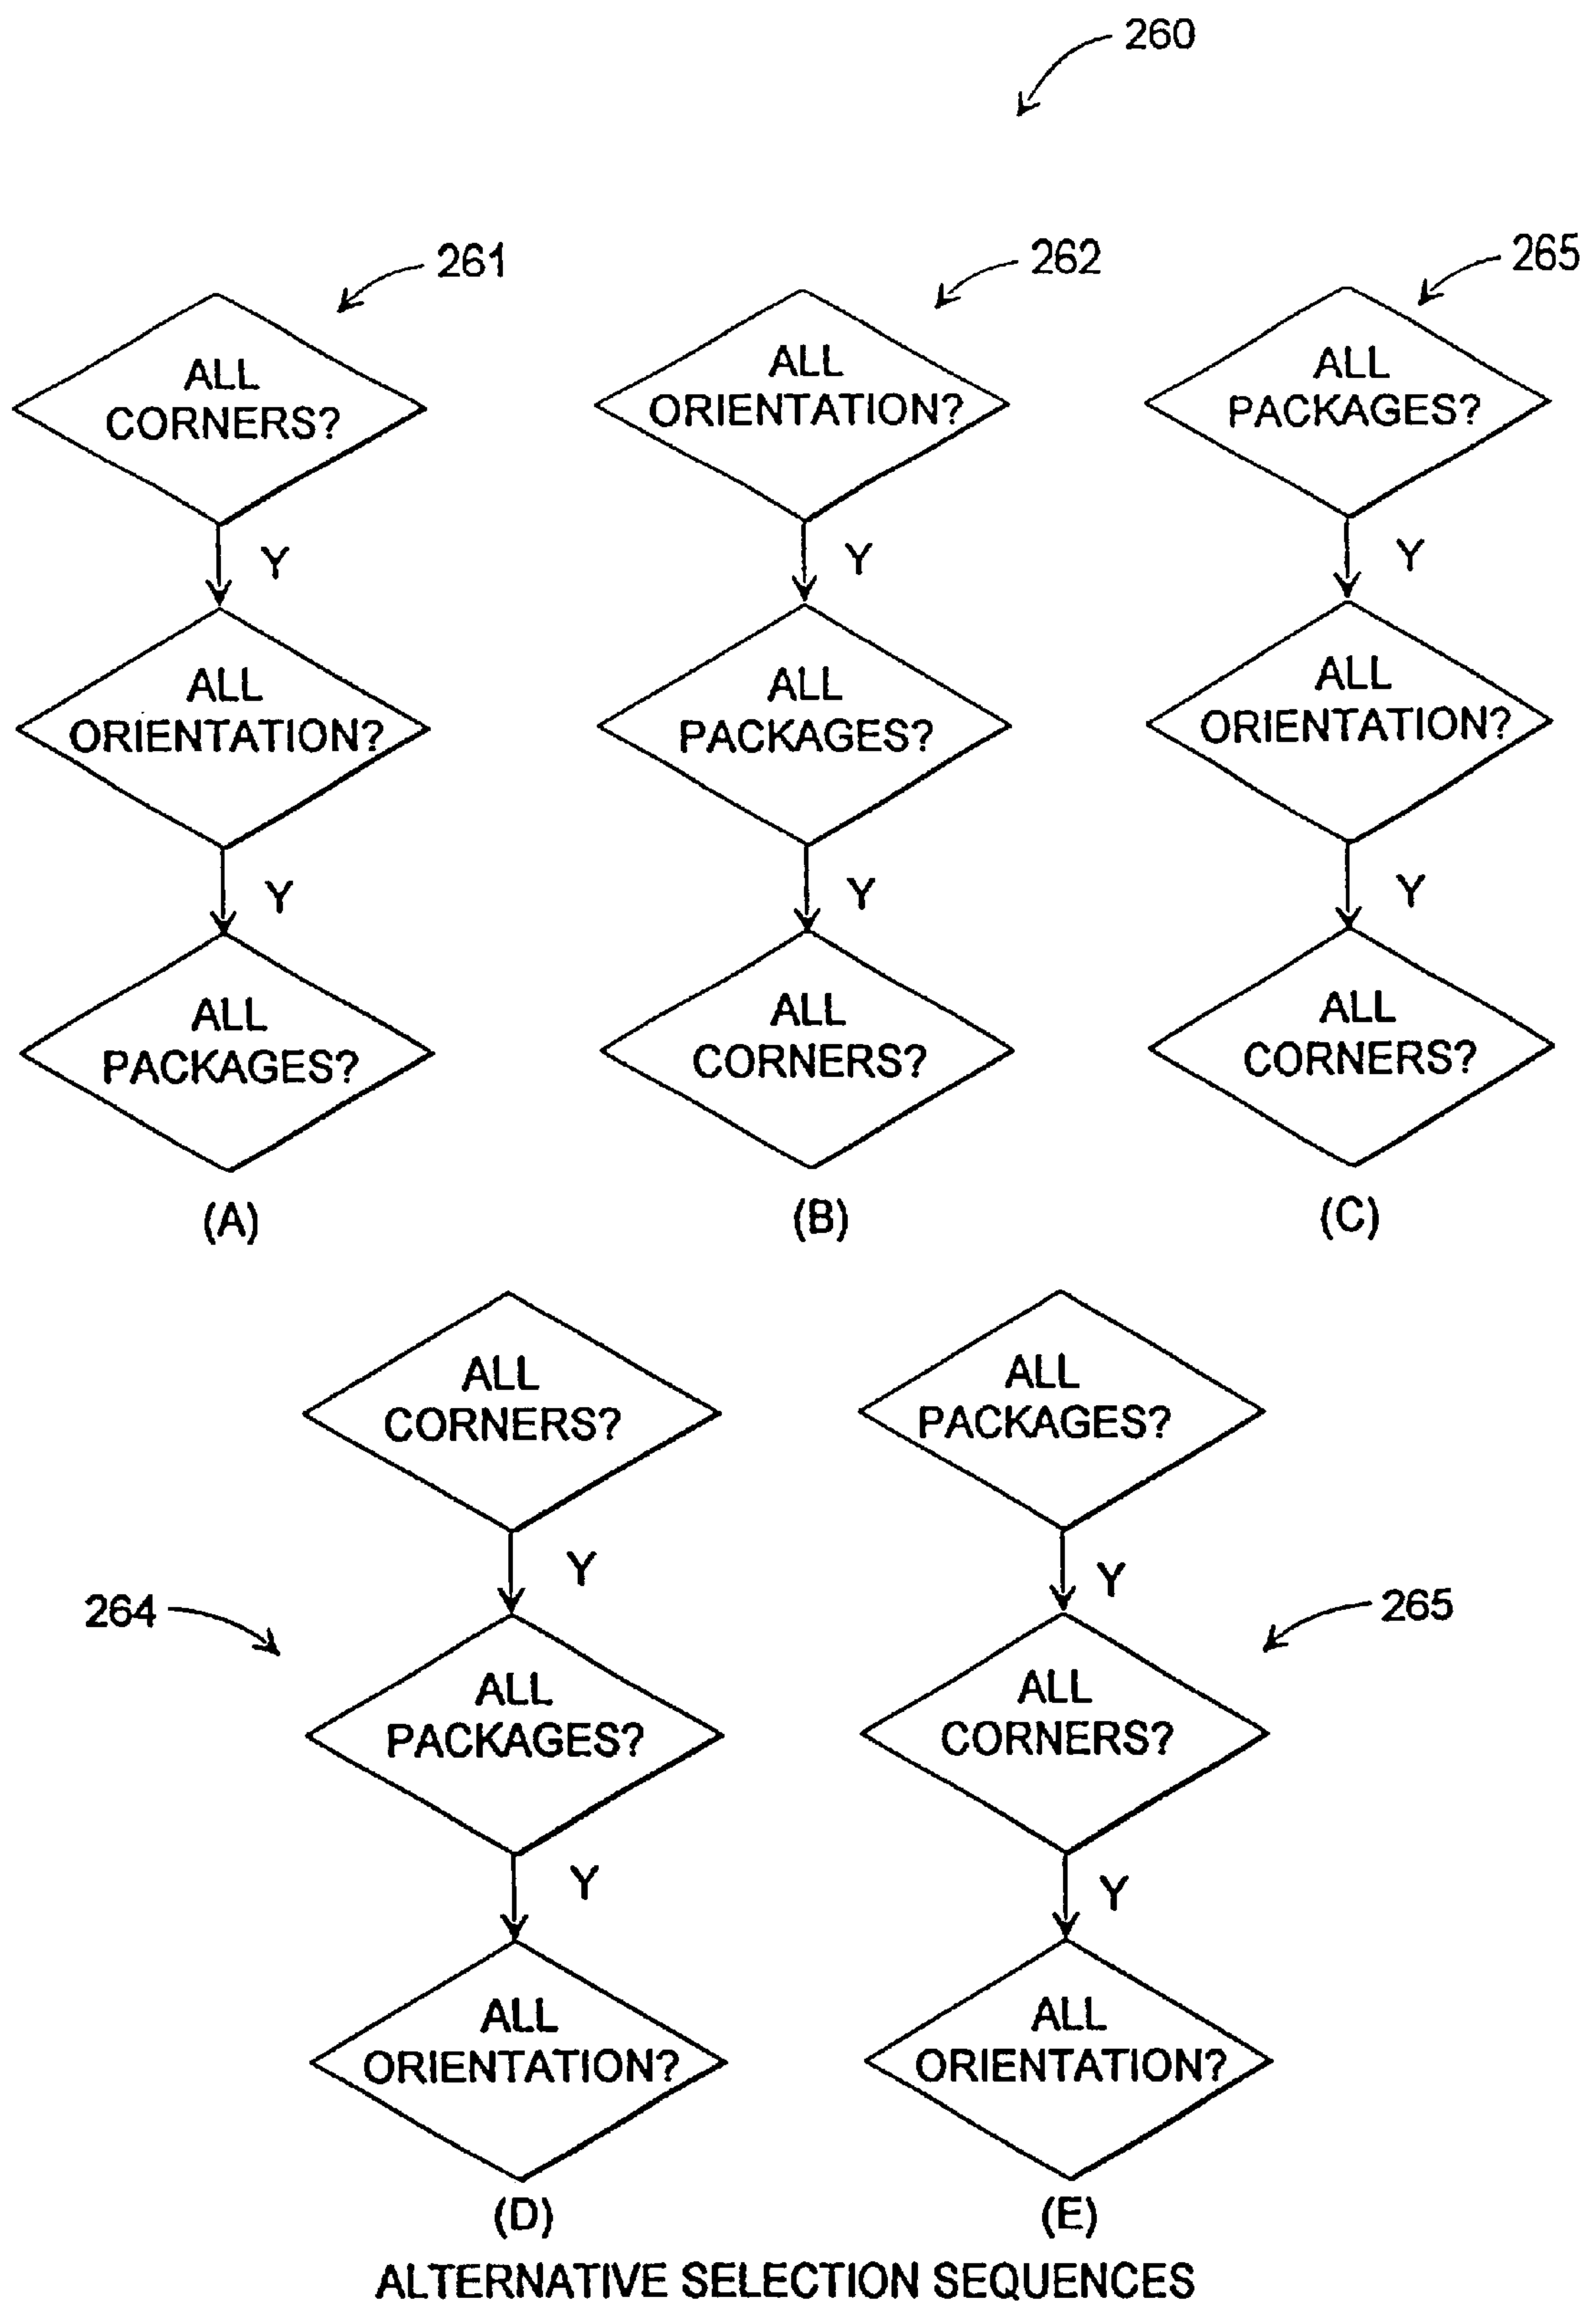 260
261
262
265
ALL
CORNERS?
ALL
ORIENTATION?
ALL
PACKAGES?
Y
Y
Y
ALL
ORIENTATION?
ALL
PACKAGES?
ALL
ORIENTATION?
Y
Y
Y
ALL
PACKAGES?
ALL
CORNERS?
ALL
CORNERS?
(A)
(B)
(C)
ALL
CORNERS?
ALL
PACKAGES?
Y
Y
264
265
ALL
PACKAGES?
ALL
CORNERS?
Y
Y
ALL
ORIENTATION?
ALL
ORIENTATION?
(D)
(E)
ALTERNATIVE SELECTION SEQUENCES